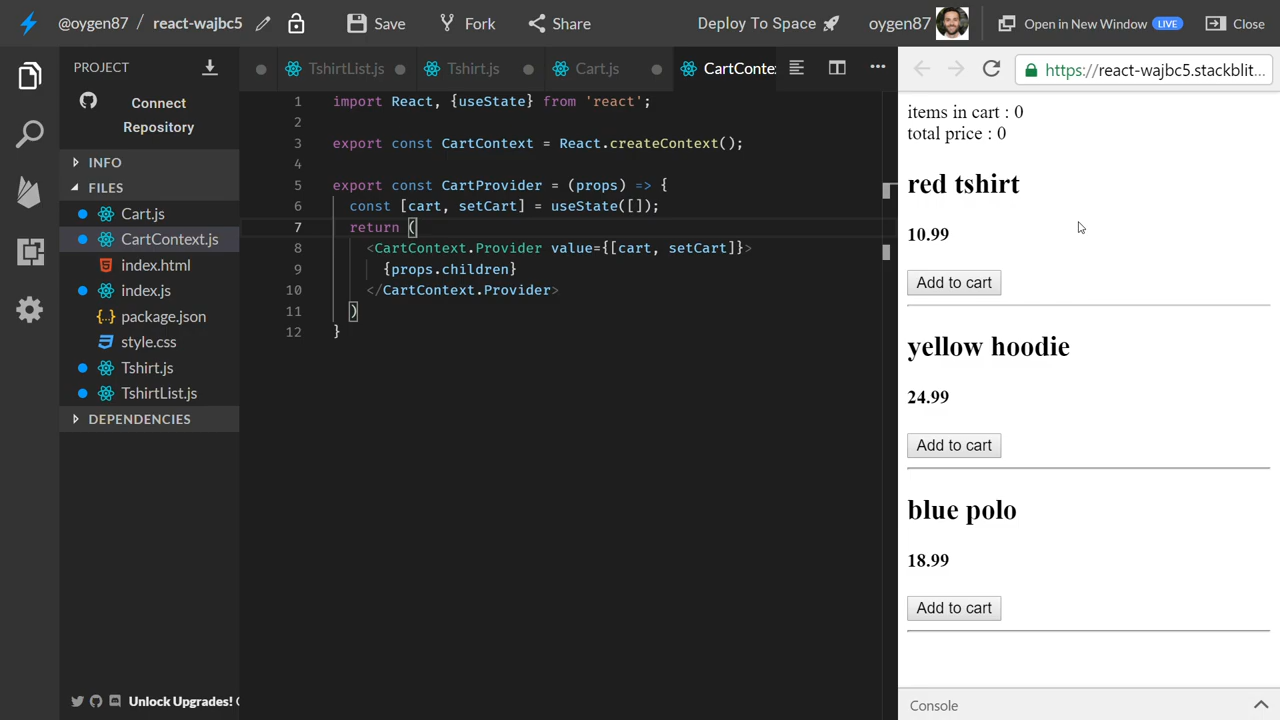 @oygen87 / react-wajbc5
Save
Fork
Share
Deploy To Space
oygen87
Open in New Window
LIVE
Close
PROJECT
Connect
Repository
INFO
FILES
Cart.js
CartContext.js
index.html
index.js
package.json
style.css
Tshirt.js
TshirtList.js
DEPENDENCIES
Unlock Upgrades!
TshirtList.js
Tshirt.js
Cart.js
CartConte
1 import React, {useState} from 'react';
2
3 export const CartContext = React.createContext();
4
5 export const CartProvider = (props) => {
6 const [cart, setCart] = useState([]);
7 return (
8 <CartContext.Provider value={[cart, setCart]}>
9 {props.children}
10 </CartContext.Provider>
11 )
12 }
https://react-wajbc5.stackblit...
items in cart : 0
total price : 0
red tshirt
10.99
Add to cart
yellow hoodie
24.99
Add to cart
blue polo
18.99
Add to cart
Console